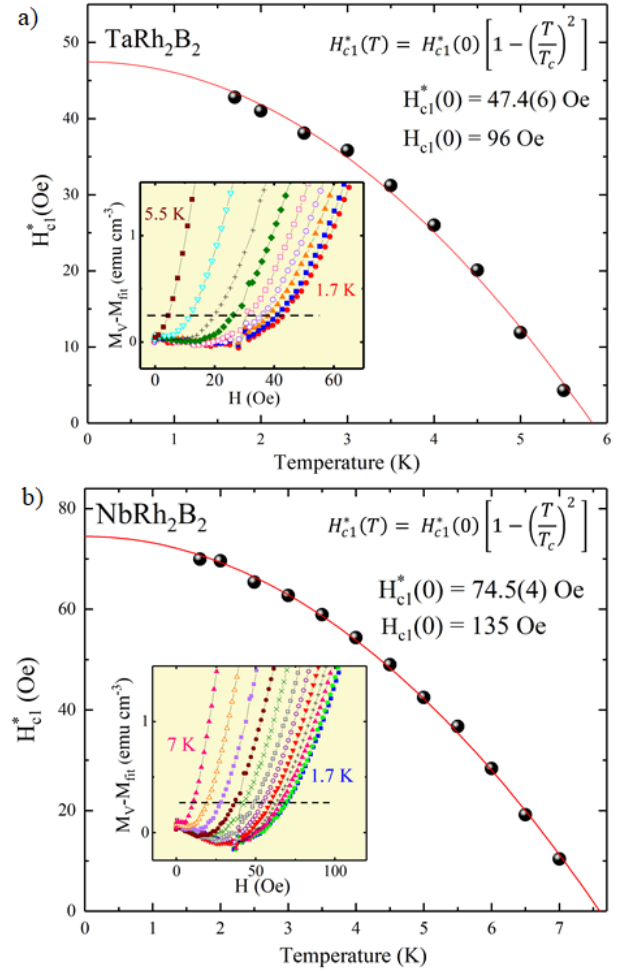 a)
TaRh₂B₂
H*c1(T) = H*c1(0) [1 − (T/Tc)²]
H*c1(0) = 47.4(6) Oe
Hc1(0) = 96 Oe
50
40
30
20
10
0
H*c1(Oe)
5.5 K
1.7 K
1
0
Mᵥ-Mfit (emu cm⁻³)
0 20 40 60
H (Oe)
0 1 2 3 4 5 6
Temperature (K)
b)
NbRh₂B₂
H*c1(T) = H*c1(0) [1 − (T/Tc)²]
H*c1(0) = 74.5(4) Oe
Hc1(0) = 135 Oe
80
60
40
20
0
H*c1 (Oe)
7 K
1.7 K
1
0
Mᵥ-Mfit (emu cm⁻³)
0 50 100
H (Oe)
0 1 2 3 4 5 6 7
Temperature (K)